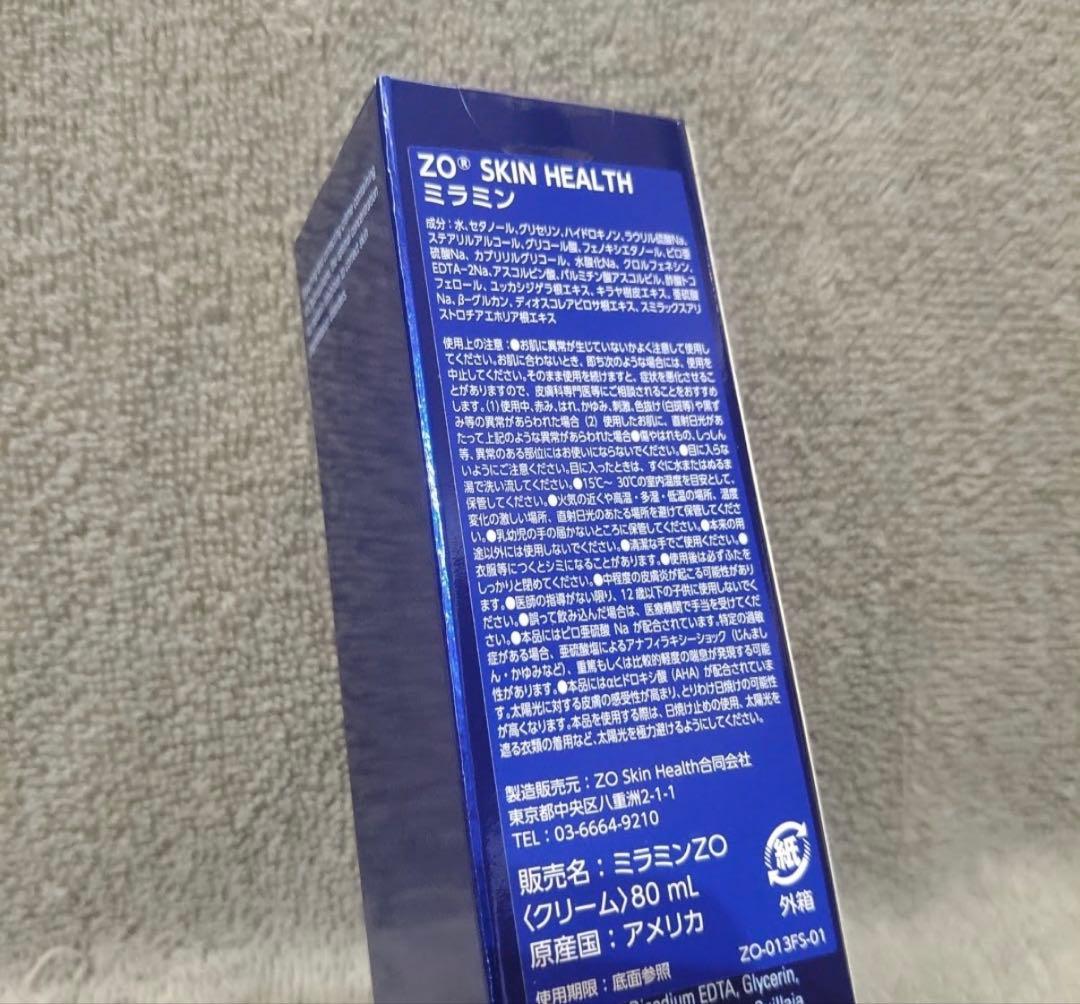 ZO® SKIN HEALTH
ミラミン
成分：水、セタノール、グリセリン、ハイドロキノン、ラウリル硫酸Na、
ステアリルアルコール、グリコール酸、フェノキシエタノール、ピロ亜
硫酸Na、カプリリルグリコール、水酸化Na、クロルフェネシン、
EDTA-2Na、アスコルビン酸、パルミチン酸アスコルビル、酢酸トコ
フェロール、ユッカシジゲラ根エキス、キラヤ樹皮エキス、亜硫酸
Na、β-グルカン、ディオスコレアビロサ根エキス、スミラックスアリ
ストロチアエホリア根エキス
使用上の注意：●お肌に異常が生じていないかよく注意して使用し
てください。お肌に合わないとき、即ち次のような場合には、使用を
中止してください。そのまま使用を続けますと、症状を悪化させるこ
とがありますので、皮膚科専門医等にご相談されることをおすすめ
します。(1)使用中、赤み、はれ、かゆみ、刺激、色抜け(白斑等)や黒ず
み等の異常があらわれた場合 (2) 使用したお肌に、直射日光があ
たって上記のような異常があらわれた場合●傷やはれもの、しっしん
等、異常のある部位にはお使いにならないでください。●目に入らな
いようにご注意ください。目に入ったときは、すぐに水またはぬるま
湯で洗い流してください。●15℃～ 30℃の室内温度を目安として、
保管してください。●火気の近くや高温・多湿・低温の場所、温度
変化の激しい場所、直射日光のあたる場所を避けて保管してくださ
い。●乳幼児の手の届かないところに保管してください。●本来の用
途以外には使用しないでください。●清潔な手でご使用ください。●
衣服等につくとシミになることがあります。●使用後は必ずふたを
しっかりと閉めてください。●中程度の皮膚炎が起こる可能性があり
ます。●医師の指導がない限り、12 歳以下の子供に使用しないでく
ださい。●誤って飲み込んだ場合は、医療機関で手当を受けてくだ
さい。●本品にはピロ亜硫酸 Na が配合されています。特定の過敏
症がある場合、亜硫酸塩によるアナフィラキシーショック (じんまし
ん・かゆみなど)、重篤もしくは比較的軽度の喘息が発現する可能
性があります。●本品にはαヒドロキシ酸 (AHA) が配合されていま
す。太陽光に対する皮膚の感受性が高まり、とりわけ日焼けの可能性
が高くなります。本品を使用する際は、日焼け止めの使用、太陽光を
遮る衣類の着用など、太陽光を極力避けるようにしてください。
製造販売元：ZO Skin Health合同会社
東京都中央区八重洲2-1-1
TEL：03-6664-9210
販売名：ミラミンZO
〈クリーム〉80 mL
原産国：アメリカ
紙
外箱
ZO-013FS-01
使用期限：底面参照
Disodium EDTA, Glycerin,